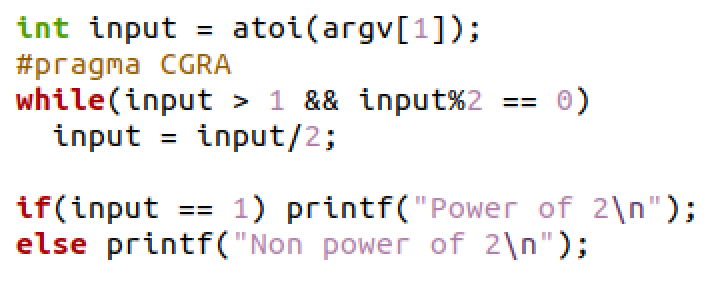 int input = atoi(argv[1]);
#pragma CGRA
while(input > 1 && input%2 == 0)
  input = input/2;

if(input == 1) printf("Power of 2\n");
else printf("Non power of 2\n");